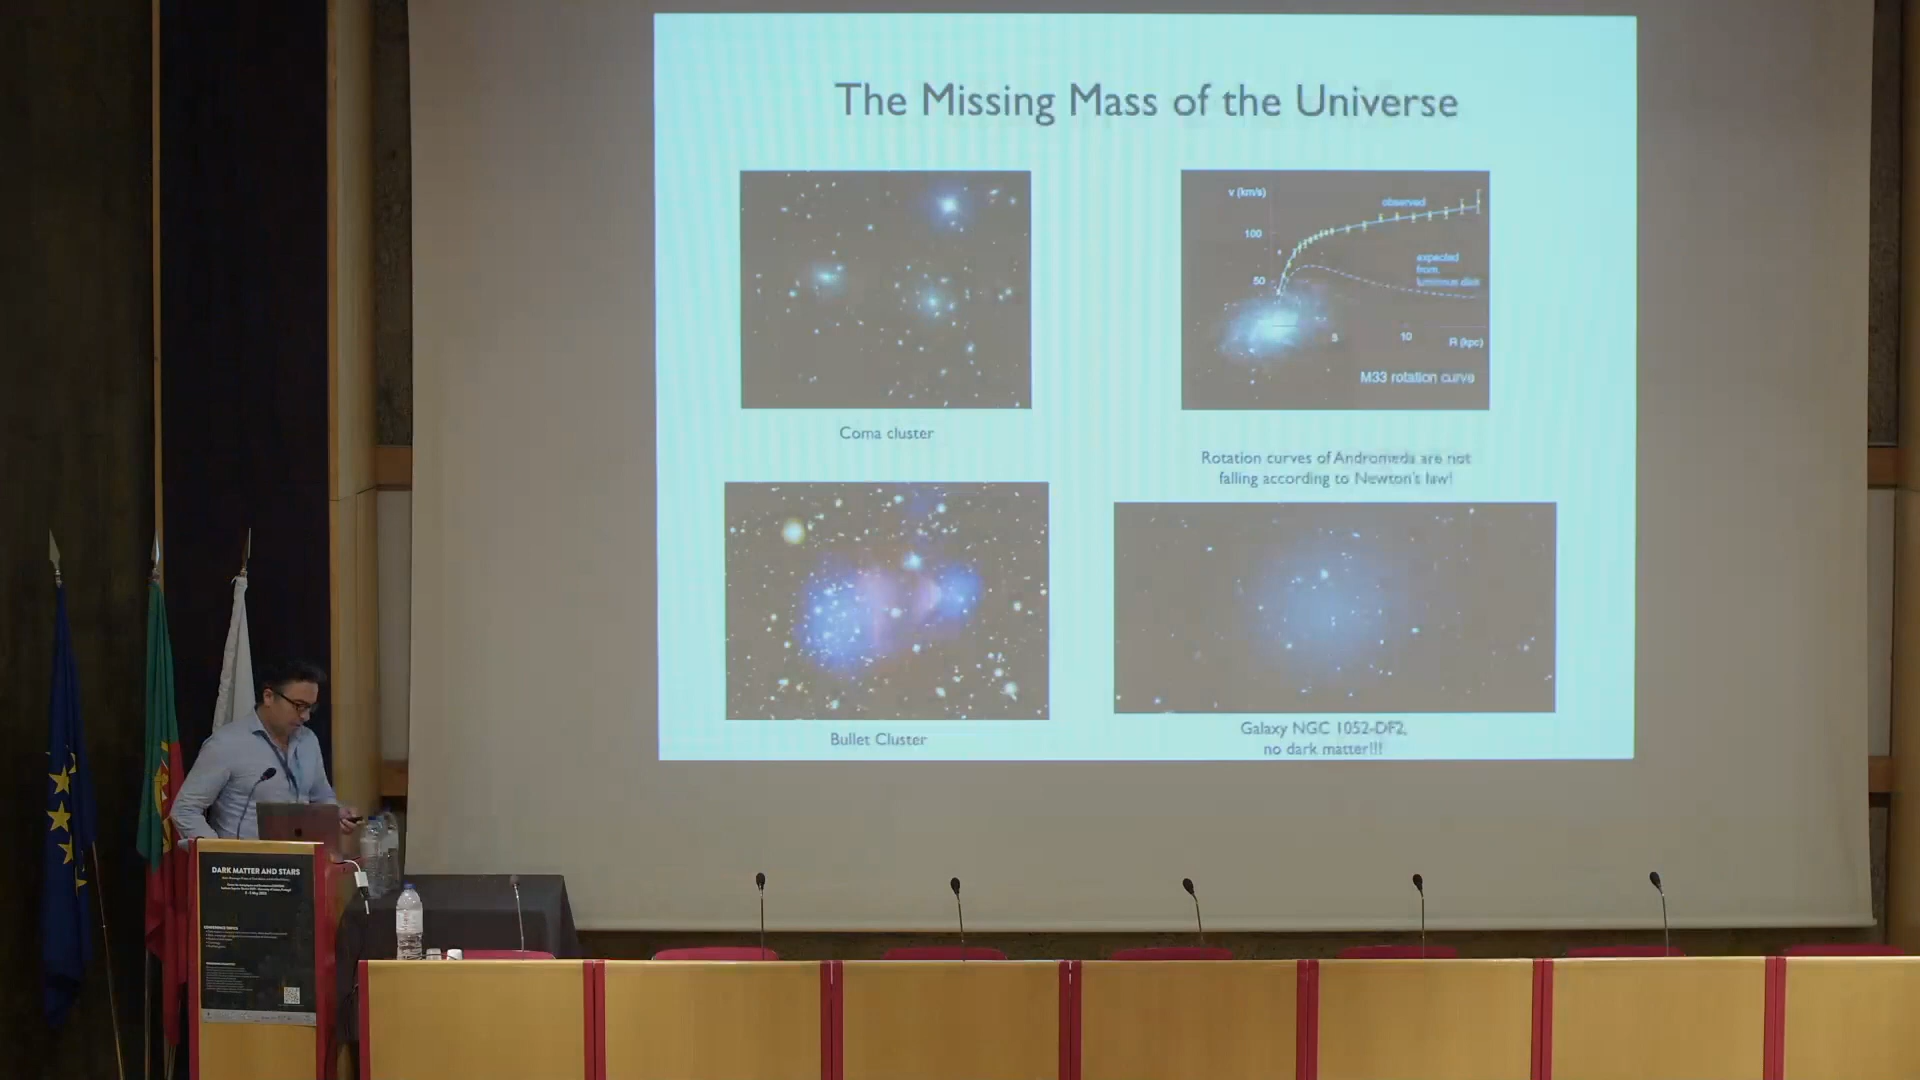 The Missing Mass of the Universe
v (km/s)
observed
100
expected
from
luminous disk
50
5
10
R (kpc)
M33 rotation curve
Coma cluster
Rotation curves of Andromeda are not
falling according to Newton's law!
Bullet Cluster
Galaxy NGC 1052-DF2,
no dark matter!!!
DARK MATTER AND STARS